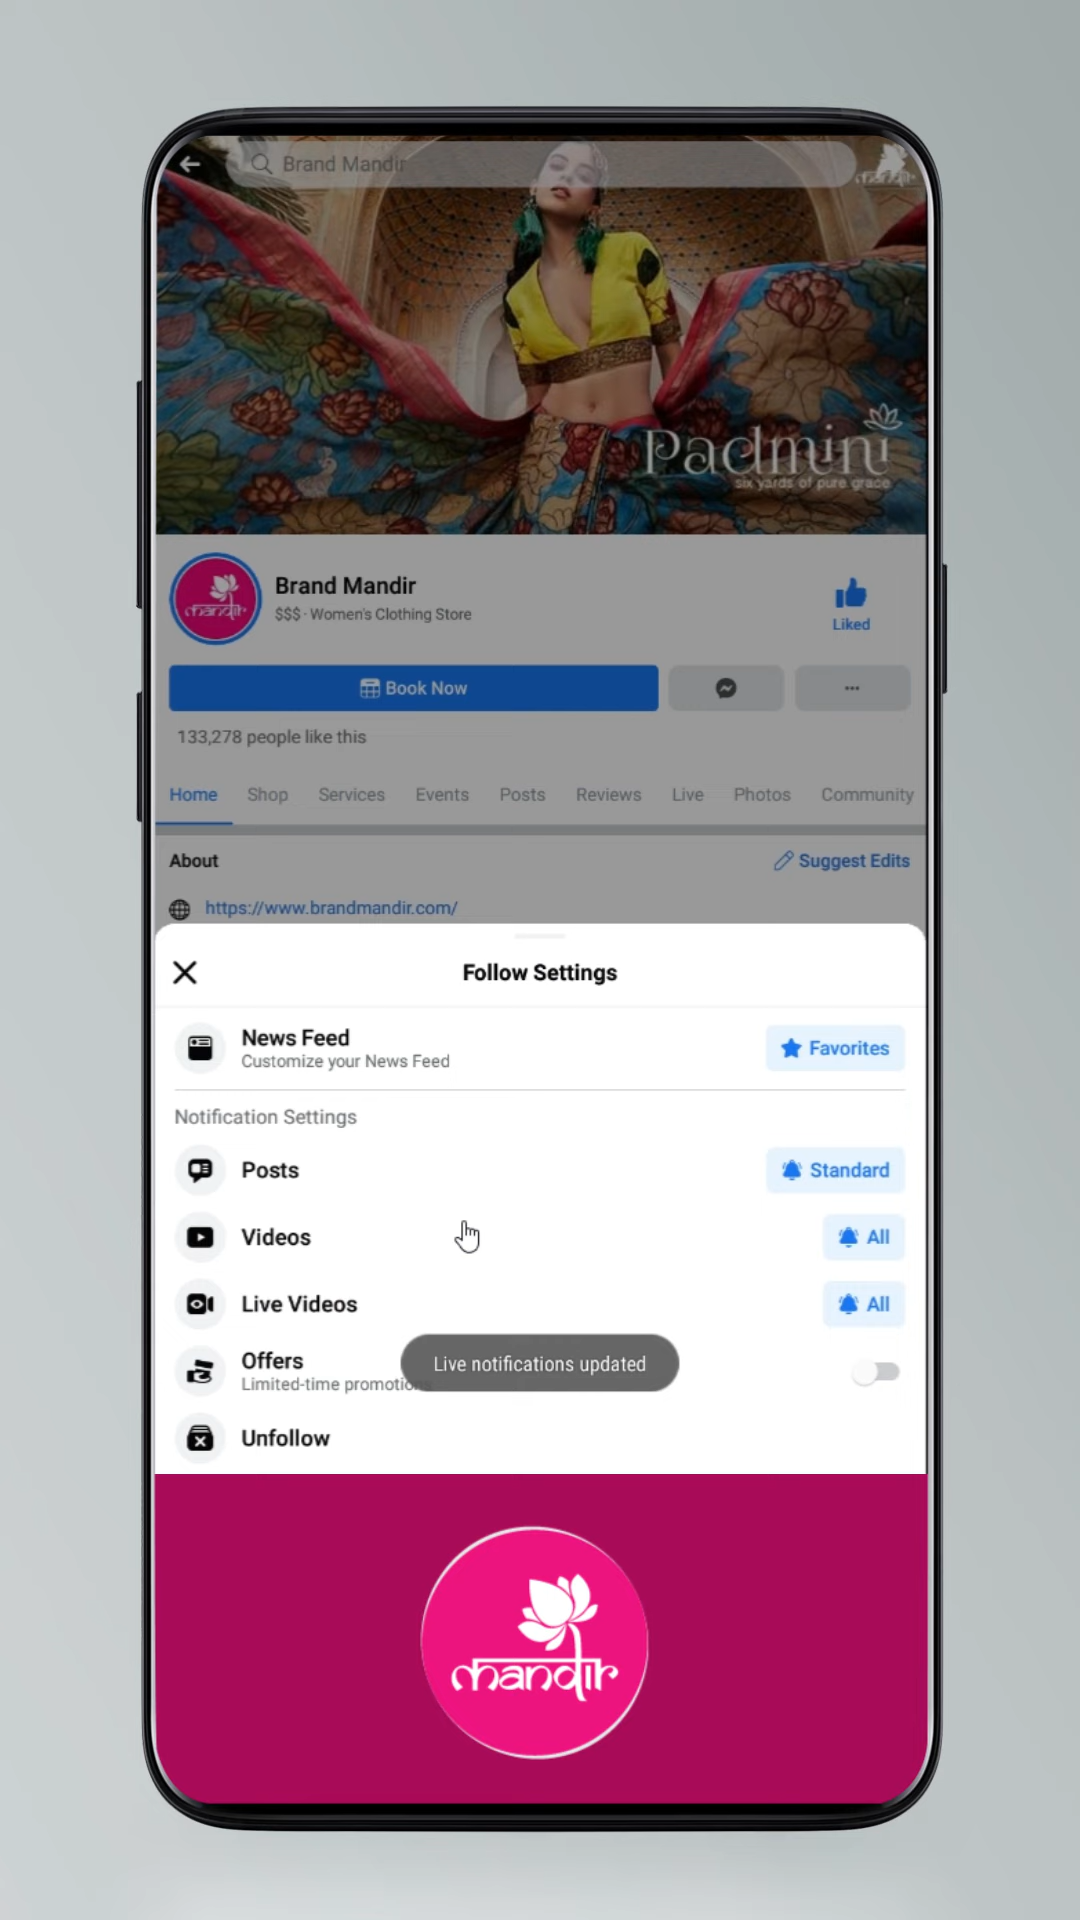 Brand Mandir
mandir
Padmini
six yards of pure grace
mandir
Brand Mandir
$$$ · Women's Clothing Store
Liked
Book Now
133,278 people like this
Home Shop Services Events Posts Reviews Live Photos Community
About
Suggest Edits
https://www.brandmandir.com/
Follow Settings
News Feed
Customize your News Feed
Favorites
Notification Settings
Posts
Standard
Videos
All
Live Videos
All
Offers
Limited-time promotions
Live notifications updated
Unfollow
mandir